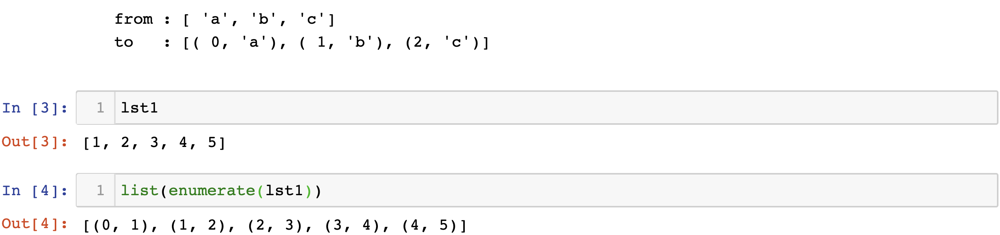 from : [ 'a', 'b', 'c']
to   : [( 0, 'a'), ( 1, 'b'), (2, 'c')]
In [3]: 1 lst1
Out[3]: [1, 2, 3, 4, 5]
In [4]: 1 list(enumerate(lst1))
Out[4]: [(0, 1), (1, 2), (2, 3), (3, 4), (4, 5)]